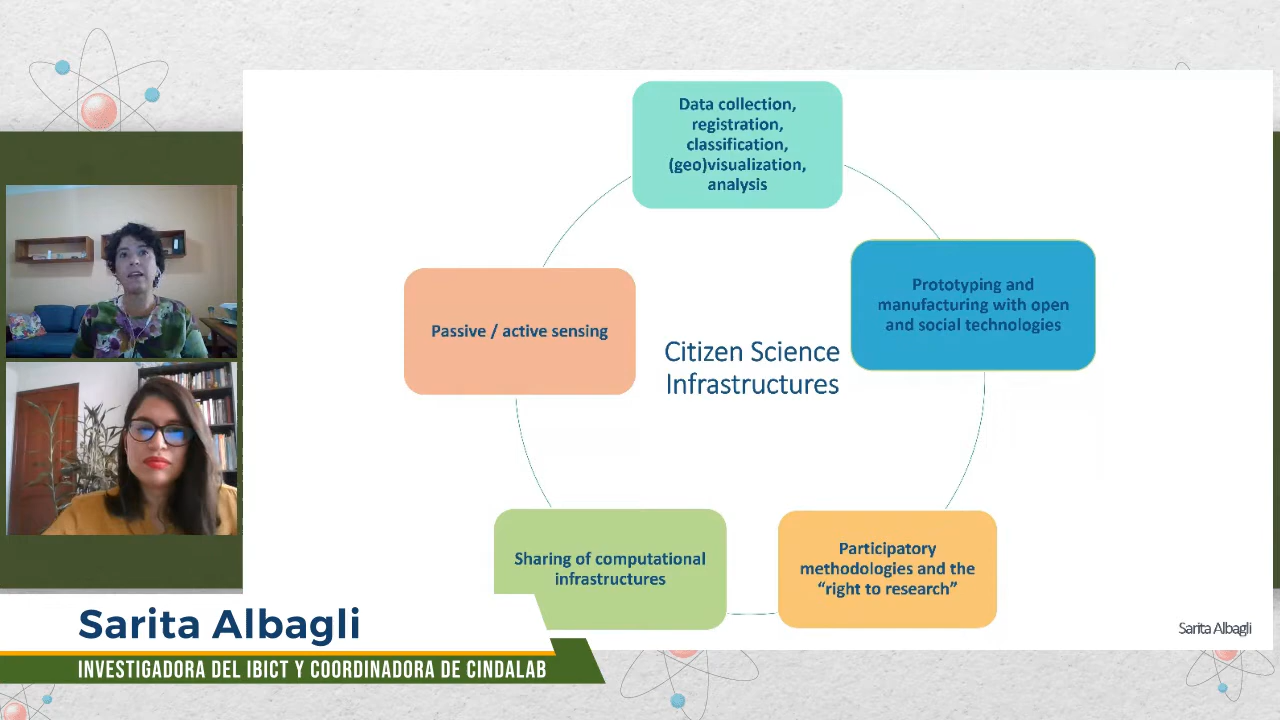 Data collection,
registration,
classification,
(geo)visualization,
analysis
Prototyping and
manufacturing with open
and social technologies
Passive / active sensing
Citizen Science
Infrastructures
Sharing of computational
infrastructures
Participatory
methodologies and the
“right to research”
Sarita Albagli
Sarita Albagli
INVESTIGADORA DEL IBICT Y COORDINADORA DE CINDALAB